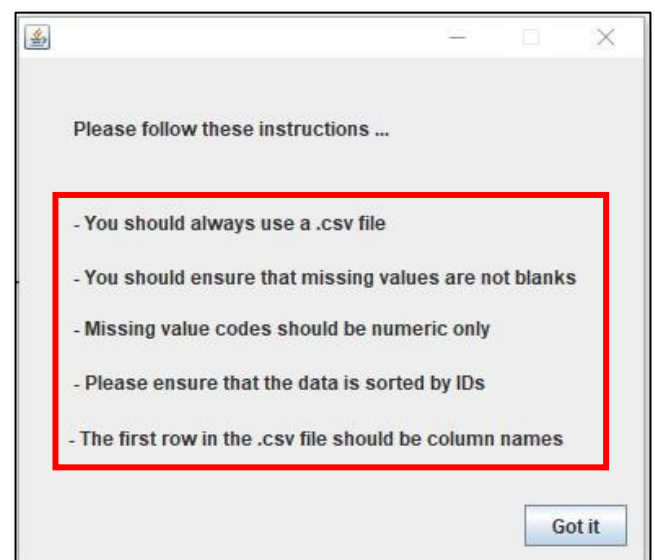 Please follow these instructions ...
- You should always use a .csv file
- You should ensure that missing values are not blanks
- Missing value codes should be numeric only
- Please ensure that the data is sorted by IDs
- The first row in the .csv file should be column names
Got it